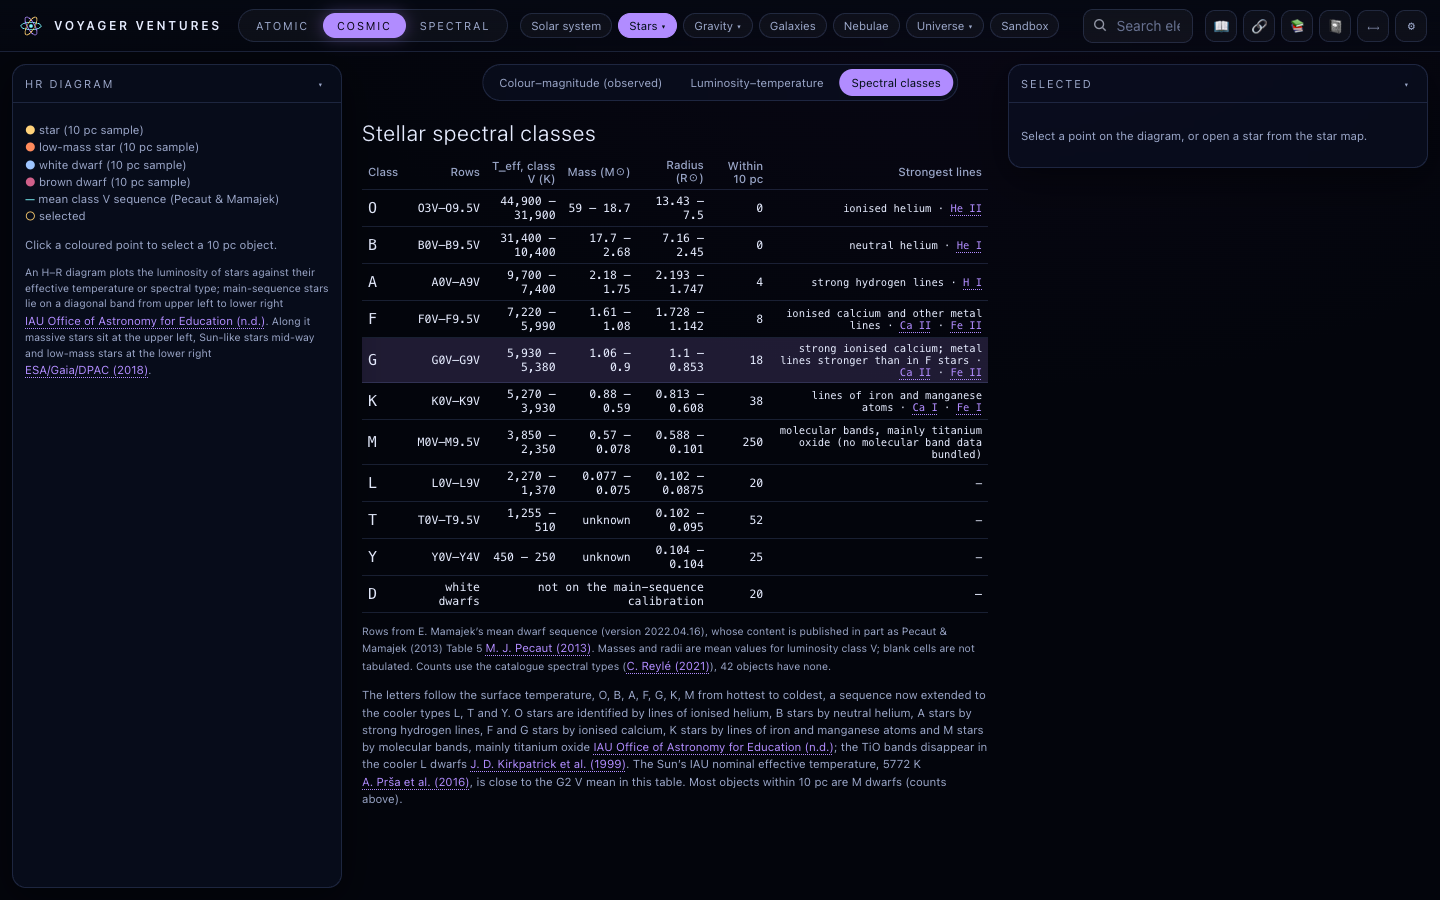 VOYAGER VENTURES
ATOMIC
COSMIC
SPECTRAL
Solar system
Stars ▾
Gravity ▾
Galaxies
Nebulae
Universe ▾
Sandbox
Search ele
HR DIAGRAM
star (10 pc sample)
low-mass star (10 pc sample)
white dwarf (10 pc sample)
brown dwarf (10 pc sample)
— mean class V sequence (Pecaut & Mamajek)
selected
Click a coloured point to select a 10 pc object.
An H–R diagram plots the luminosity of stars against their
effective temperature or spectral type; main-sequence stars
lie on a diagonal band from upper left to lower right
IAU Office of Astronomy for Education (n.d.). Along it
massive stars sit at the upper left, Sun-like stars mid-way
and low-mass stars at the lower right
ESA/Gaia/DPAC (2018).
Colour–magnitude (observed)
Luminosity–temperature
Spectral classes
Stellar spectral classes
Class Rows T_eff, class V (K) Mass (M☉) Radius (R☉) Within 10 pc Strongest lines
O O3V–O9.5V 44,900 – 31,900 59 – 18.7 13.43 – 7.5 0 ionised helium · He II
B B0V–B9.5V 31,400 – 10,400 17.7 – 2.68 7.16 – 2.45 0 neutral helium · He I
A A0V–A9V 9,700 – 7,400 2.18 – 1.75 2.193 – 1.747 4 strong hydrogen lines · H I
F F0V–F9.5V 7,220 – 5,990 1.61 – 1.08 1.728 – 1.142 8 ionised calcium and other metal lines · Ca II · Fe II
G G0V–G9V 5,930 – 5,380 1.06 – 0.9 1.1 – 0.853 18 strong ionised calcium; metal lines stronger than in F stars · Ca II · Fe II
K K0V–K9V 5,270 – 3,930 0.88 – 0.59 0.813 – 0.608 38 lines of iron and manganese atoms · Ca I · Fe I
M M0V–M9.5V 3,850 – 2,350 0.57 – 0.078 0.588 – 0.101 250 molecular bands, mainly titanium oxide (no molecular band data bundled)
L L0V–L9V 2,270 – 1,370 0.077 – 0.075 0.102 – 0.0875 20 –
T T0V–T9.5V 1,255 – 510 unknown 0.102 – 0.095 52 –
Y Y0V–Y4V 450 – 250 unknown 0.104 – 0.104 25 –
D white dwarfs not on the main-sequence calibration 20 –
Rows from E. Mamajek's mean dwarf sequence (version 2022.04.16), whose content is published in part as Pecaut &
Mamajek (2013) Table 5 M. J. Pecaut (2013). Masses and radii are mean values for luminosity class V; blank cells are not
tabulated. Counts use the catalogue spectral types (C. Reylé (2021)), 42 objects have none.
The letters follow the surface temperature, O, B, A, F, G, K, M from hottest to coldest, a sequence now extended to
the cooler types L, T and Y. O stars are identified by lines of ionised helium, B stars by neutral helium, A stars by
strong hydrogen lines, F and G stars by ionised calcium, K stars by lines of iron and manganese atoms and M stars
by molecular bands, mainly titanium oxide IAU Office of Astronomy for Education (n.d.); the TiO bands disappear in
the cooler L dwarfs J. D. Kirkpatrick et al. (1999). The Sun's IAU nominal effective temperature, 5772 K
A. Prša et al. (2016), is close to the G2 V mean in this table. Most objects within 10 pc are M dwarfs (counts
above).
SELECTED
Select a point on the diagram, or open a star from the star map.